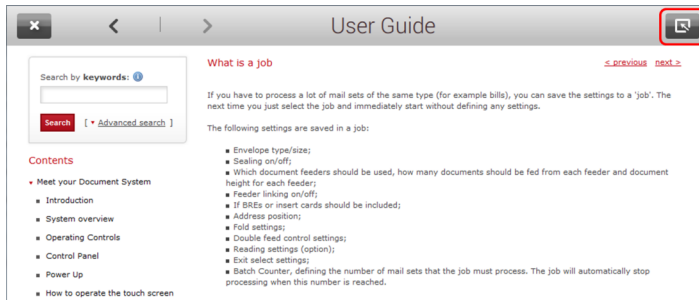 User Guide
Search by keywords:
Search [ Advanced search ]
Contents
Meet your Document System
Introduction
System overview
Operating Controls
Control Panel
Power Up
How to operate the touch screen
What is a job
< previous next >
If you have to process a lot of mail sets of the same type (for example bills), you can save the settings to a 'job'. The
next time you just select the job and immediately start without defining any settings.
The following settings are saved in a job:
Envelope type/size;
Sealing on/off;
Which document feeders should be used, how many documents should be fed from each feeder and document
height for each feeder;
Feeder linking on/off;
If BREs or insert cards should be included;
Address position;
Fold settings;
Double feed control settings;
Reading settings (option);
Exit select settings;
Batch Counter, defining the number of mail sets that the job must process. The job will automatically stop
processing when this number is reached.